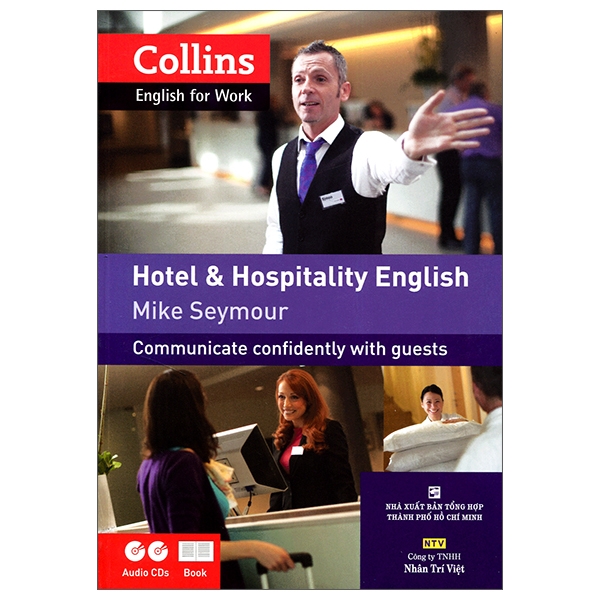 Collins
English for Work
Hotel & Hospitality English
Mike Seymour
Communicate confidently with guests
Audio CDs
Book
NHÀ XUẤT BẢN TỔNG HỢP
THÀNH PHỐ HỒ CHÍ MINH
NTV
Công ty TNHH
Nhân Trí Việt